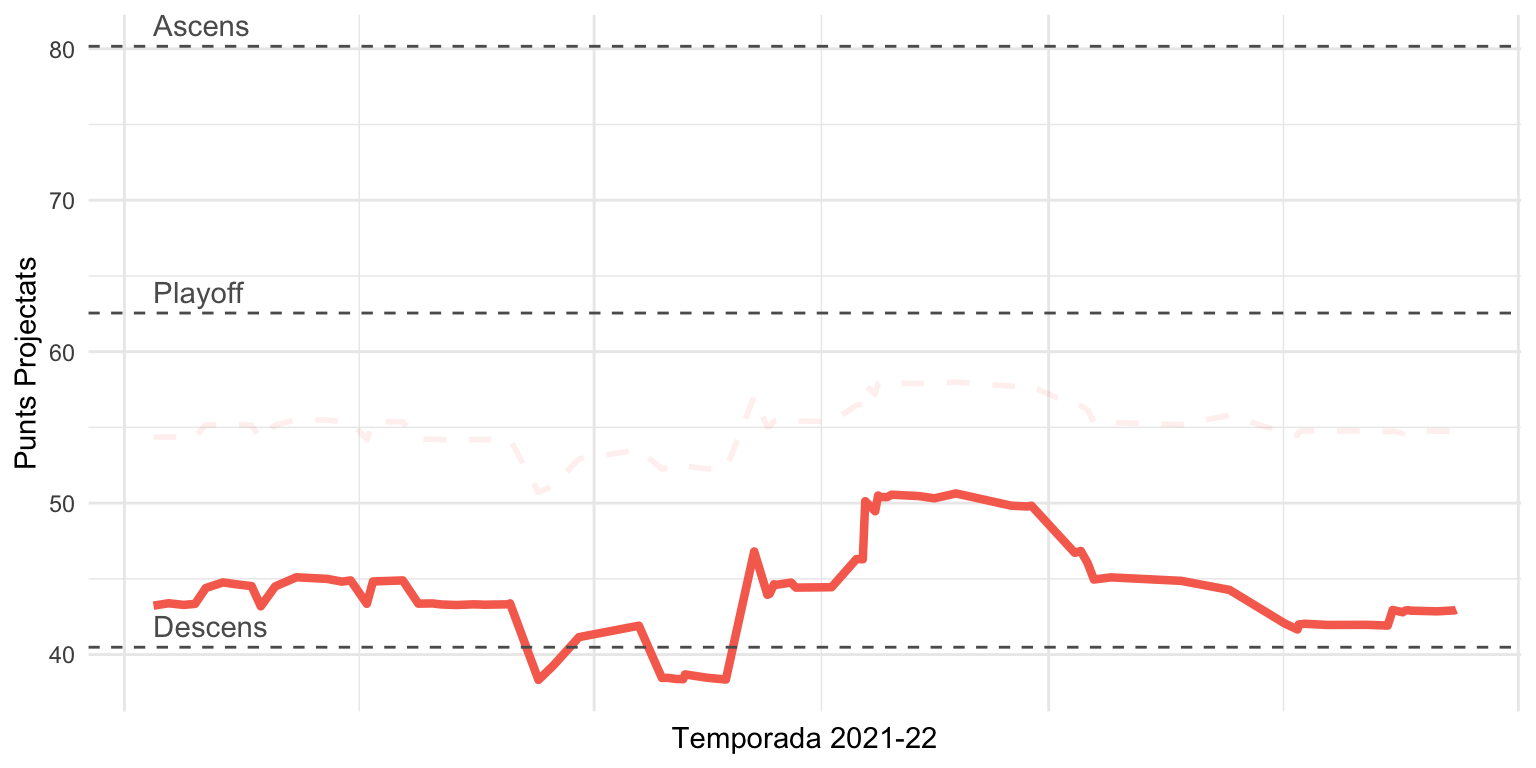 Ascens
80
70
Playoff
60
50
Descens
40
Punts Projectats
Temporada 2021-22